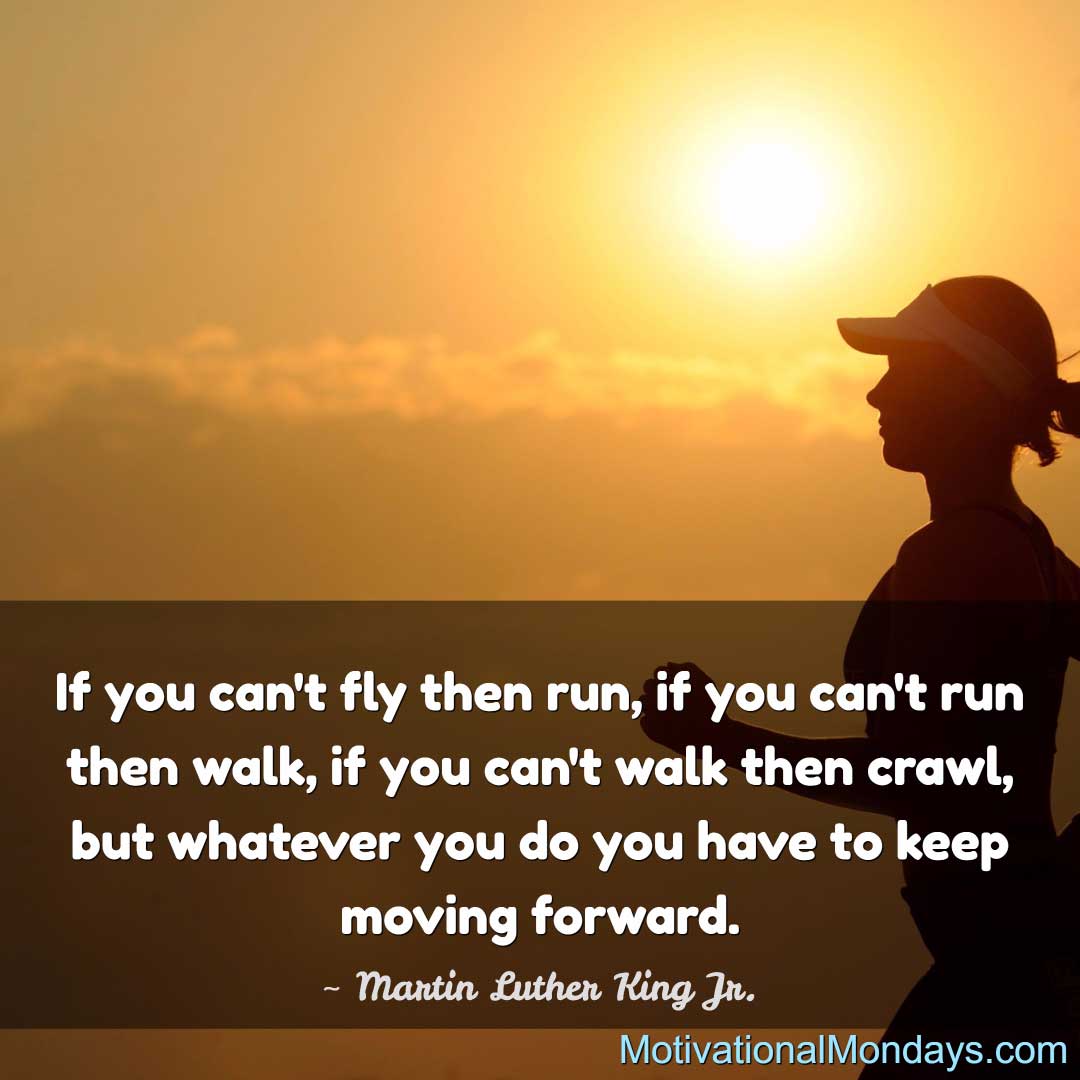 If you can't fly then run, if you can't run
then walk, if you can't walk then crawl,
but whatever you do you have to keep
moving forward.
~ Martin Luther King Jr.
MotivationalMondays.com